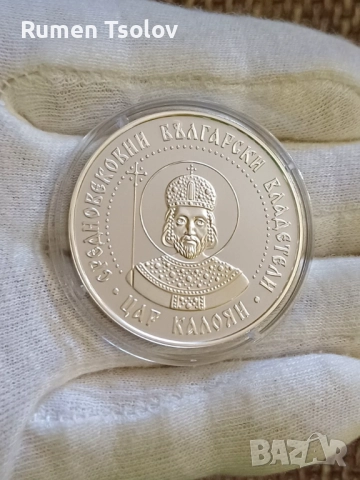 Rumen Tsolov
СРЕДНОВЕКОВНИ БЪЛГАРСКИ ВЛАДЕТЕЛИ
• ЦАР КАЛОЯН •
BAZAR
bg